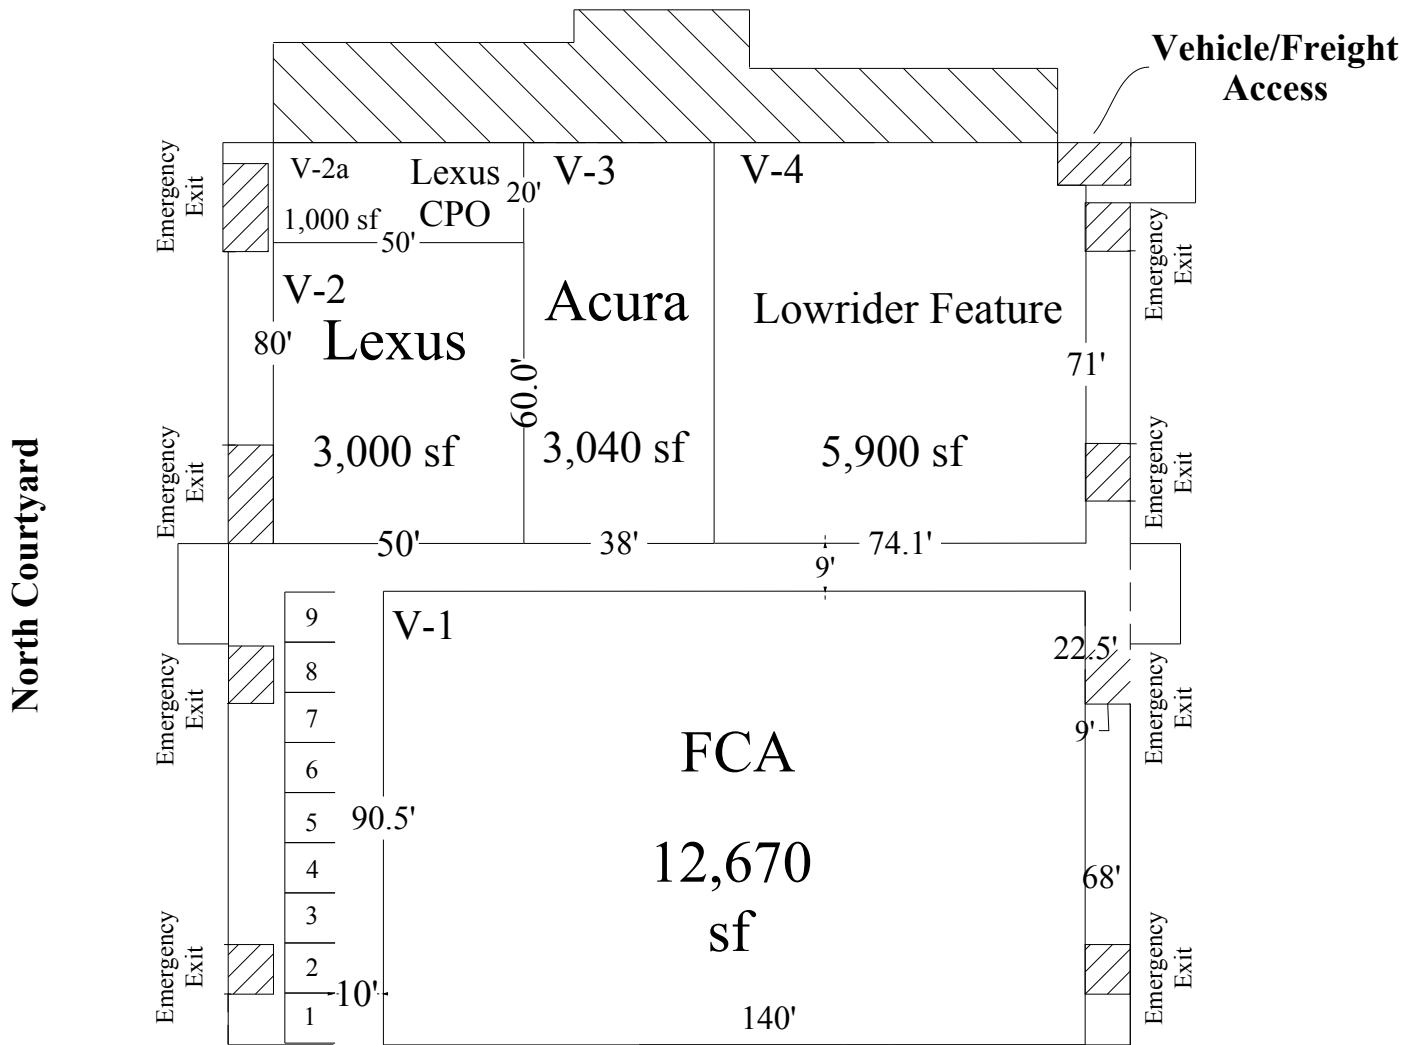 Vehicle/Freight
Access
Emergency
Exit
V-2a
Lexus
CPO
1,000 sf
20'
50'
V-3
V-4
Emergency
Exit
V-2
Lexus
80'
3,000 sf
60.0'
Acura
3,040 sf
Lowrider Feature
5,900 sf
71'
North Courtyard
Emergency
Exit
Emergency
Exit
50'
38'
74.1'
9'
9
8
7
6
5
4
3
2
1
V-1
22.5'
9'
Emergency
Exit
Emergency
Exit
FCA
90.5'
12,670
sf
68'
Emergency
Exit
Emergency
Exit
10'
140'